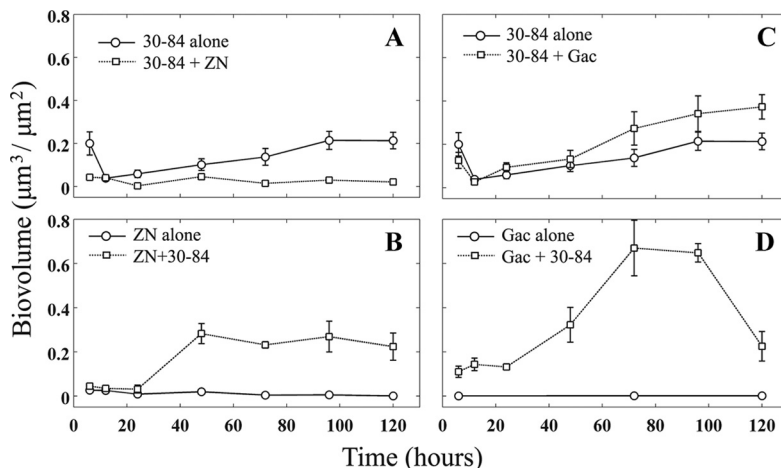 0.8
0.6
0.4
0.2
0
30-84 alone
30-84 + ZN
A
30-84 alone
30-84 + Gac
C
0.8
0.6
0.4
0.2
0
ZN alone
ZN+30-84
B
Gac alone
Gac + 30-84
D
0 20 40 60 80 100 120 0 20 40 60 80 100 120
Biovolume (μm³ / μm²)
Time (hours)